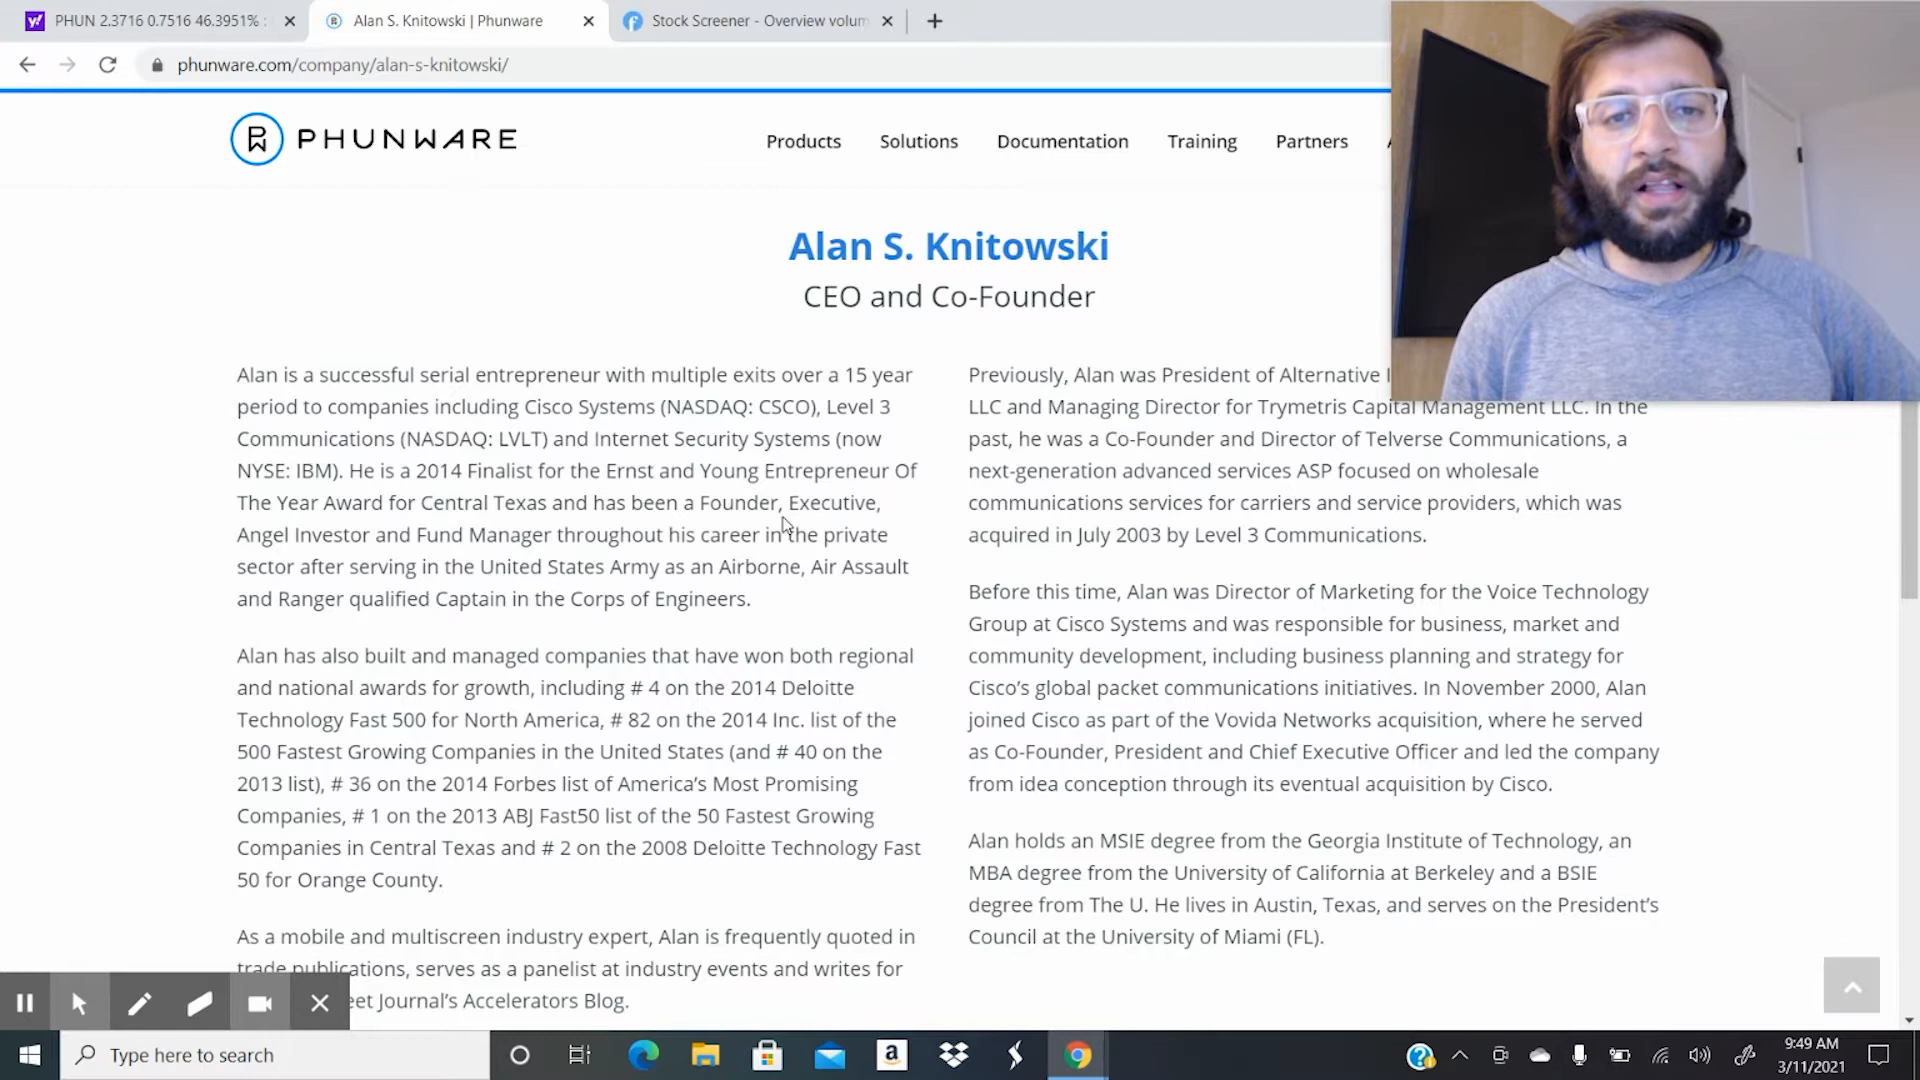 PHUN 2.3716 0.7516 46.3951% :
Alan S. Knitowski | Phunware
Stock Screener - Overview volum
phunware.com/company/alan-s-knitowski/
PHUNWARE
Products Solutions Documentation Training Partners
Alan S. Knitowski
CEO and Co-Founder
Alan is a successful serial entrepreneur with multiple exits over a 15 year
period to companies including Cisco Systems (NASDAQ: CSCO), Level 3
Communications (NASDAQ: LVLT) and Internet Security Systems (now
NYSE: IBM). He is a 2014 Finalist for the Ernst and Young Entrepreneur Of
The Year Award for Central Texas and has been a Founder, Executive,
Angel Investor and Fund Manager throughout his career in the private
sector after serving in the United States Army as an Airborne, Air Assault
and Ranger qualified Captain in the Corps of Engineers.
Alan has also built and managed companies that have won both regional
and national awards for growth, including # 4 on the 2014 Deloitte
Technology Fast 500 for North America, # 82 on the 2014 Inc. list of the
500 Fastest Growing Companies in the United States (and # 40 on the
2013 list), # 36 on the 2014 Forbes list of America's Most Promising
Companies, # 1 on the 2013 ABJ Fast50 list of the 50 Fastest Growing
Companies in Central Texas and # 2 on the 2008 Deloitte Technology Fast
50 for Orange County.
As a mobile and multiscreen industry expert, Alan is frequently quoted in
trade publications, serves as a panelist at industry events and writes for
eet Journal's Accelerators Blog.
Previously, Alan was President of Alternative
LLC and Managing Director for Trymetris Capital Management LLC. In the
past, he was a Co-Founder and Director of Telverse Communications, a
next-generation advanced services ASP focused on wholesale
communications services for carriers and service providers, which was
acquired in July 2003 by Level 3 Communications.
Before this time, Alan was Director of Marketing for the Voice Technology
Group at Cisco Systems and was responsible for business, market and
community development, including business planning and strategy for
Cisco's global packet communications initiatives. In November 2000, Alan
joined Cisco as part of the Vovida Networks acquisition, where he served
as Co-Founder, President and Chief Executive Officer and led the company
from idea conception through its eventual acquisition by Cisco.
Alan holds an MSIE degree from the Georgia Institute of Technology, an
MBA degree from the University of California at Berkeley and a BSIE
degree from The U. He lives in Austin, Texas, and serves on the President's
Council at the University of Miami (FL).
Type here to search
9:49 AM
3/11/2021